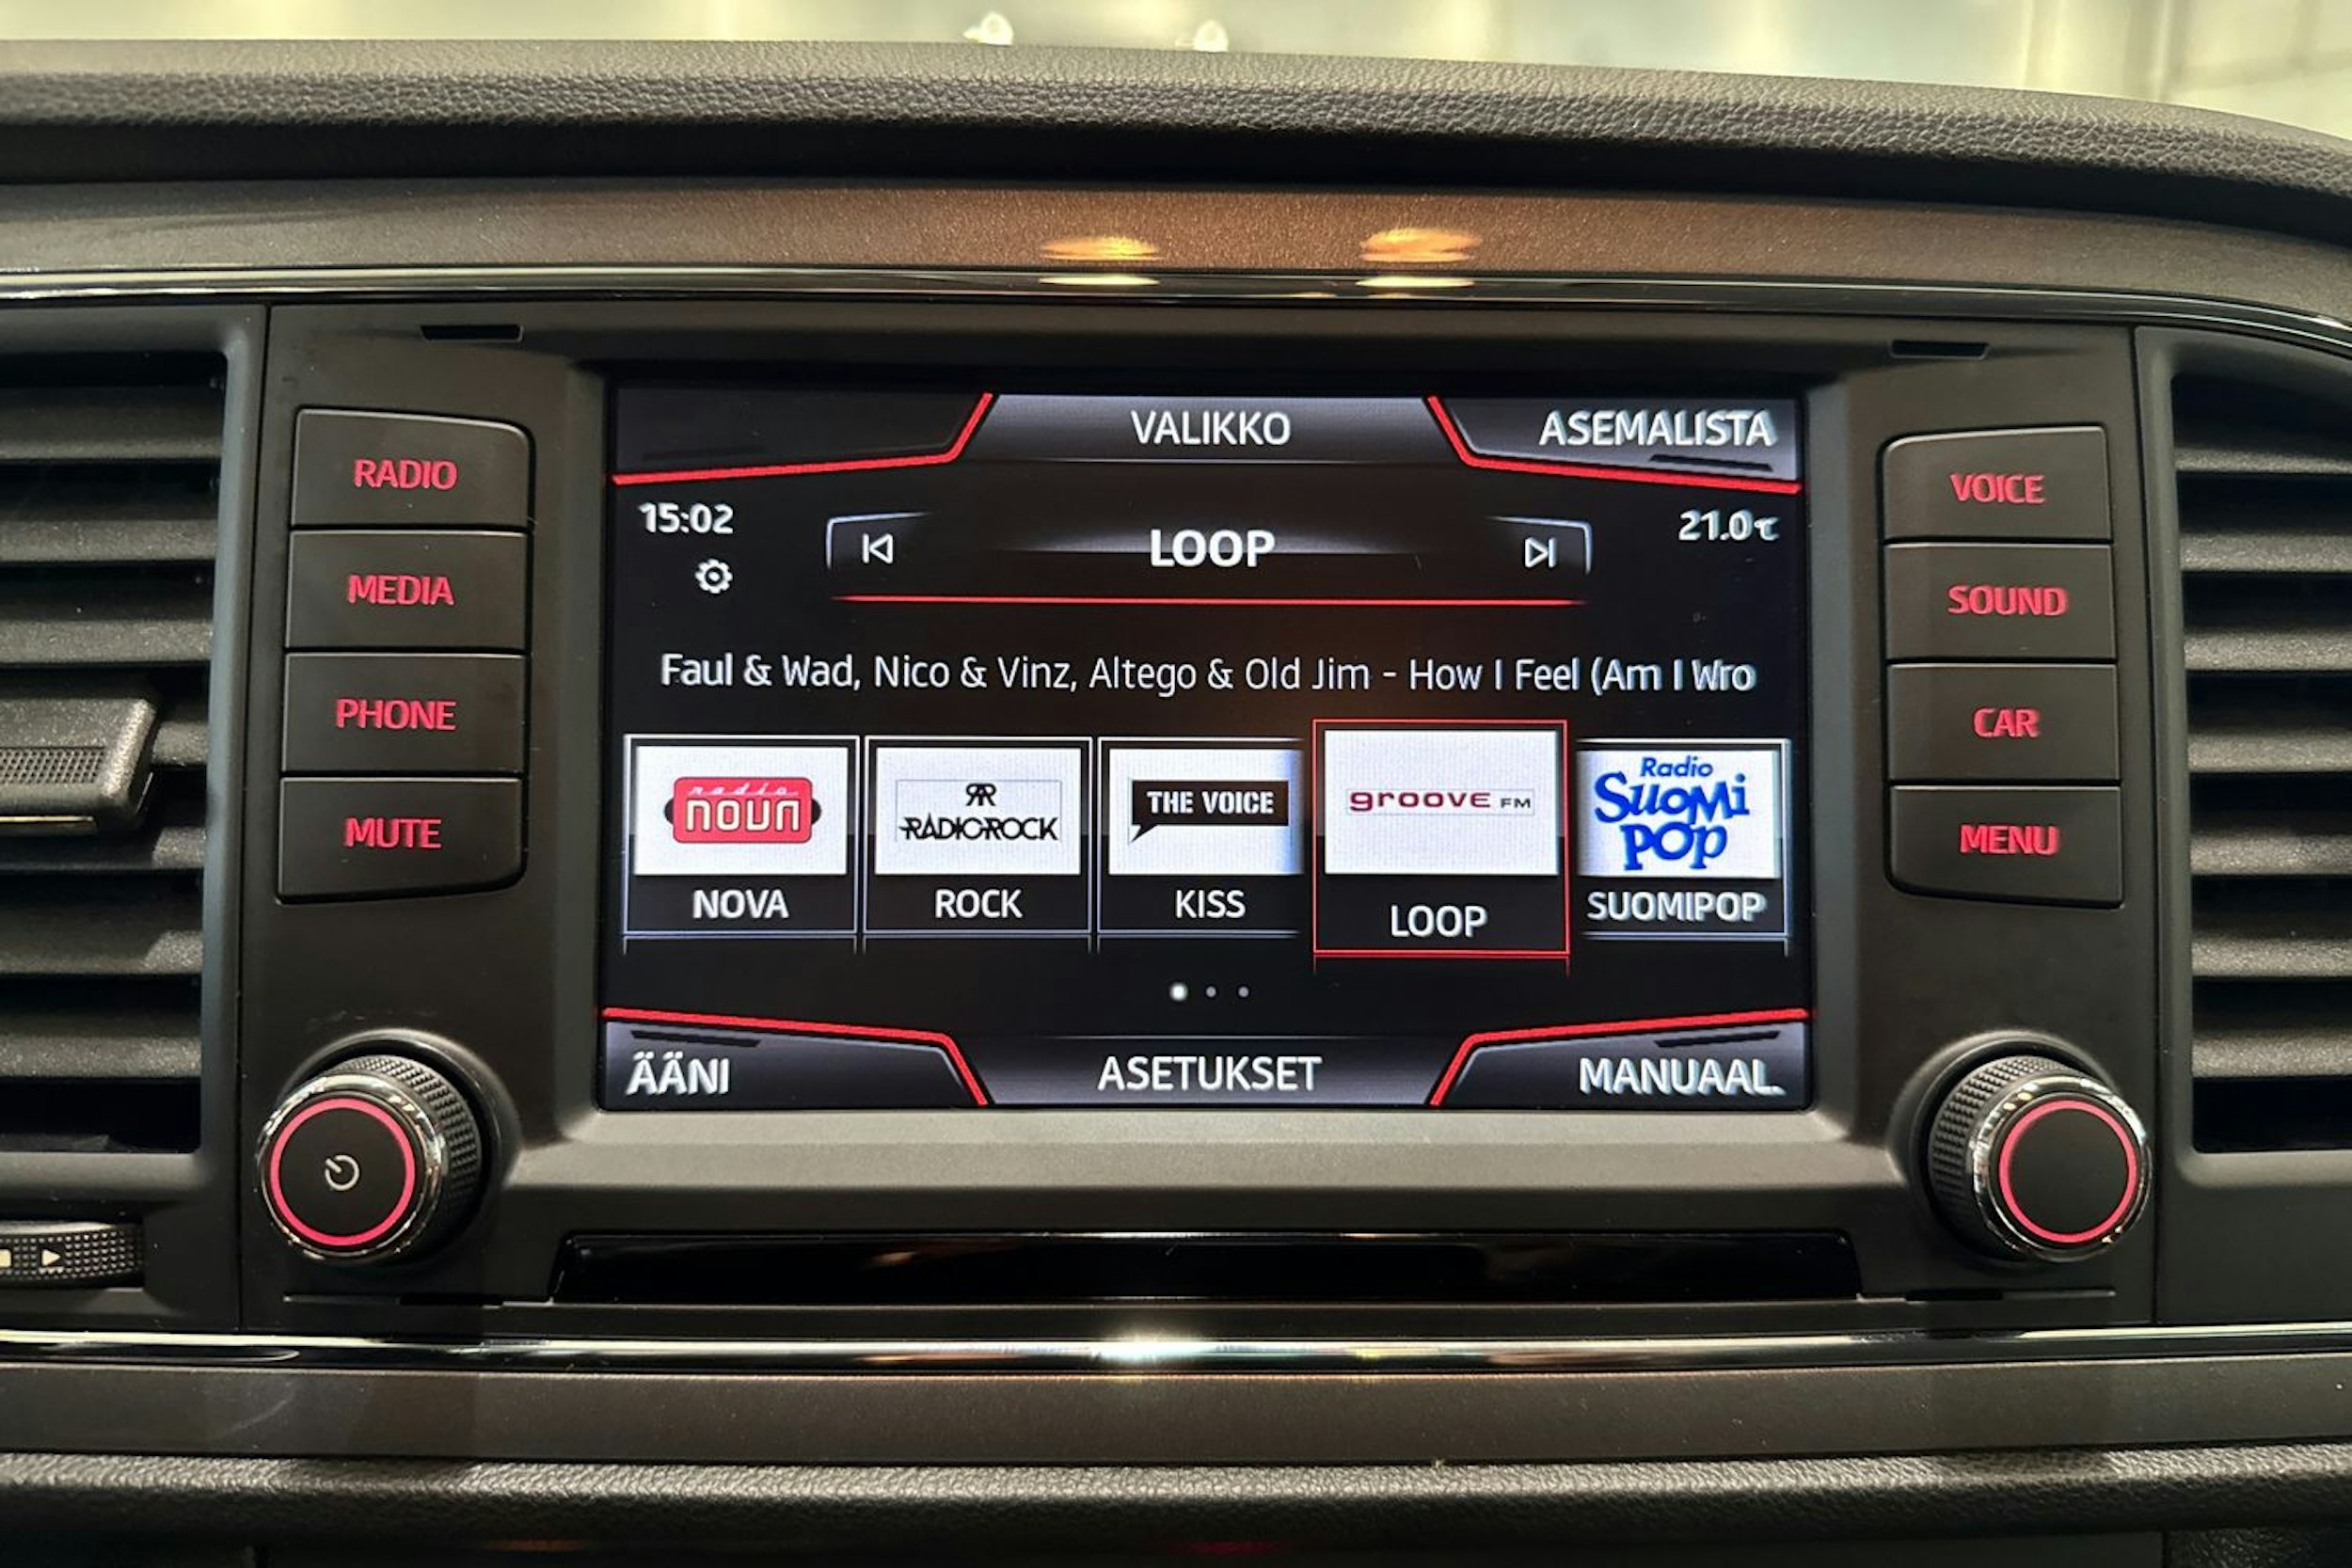 VALIKKO
ASEMALISTA
15:02
LOOP
21.0℃
Faul & Wad, Nico & Vinz, Altego & Old Jim - How I Feel (Am I Wro
radio
nova
RADIO ROCK
THE VOICE
groove FM
Radio
SuoMi
POp
NOVA
ROCK
KISS
LOOP
SUOMIPOP
ÄÄNI
ASETUKSET
MANUAAL.
RADIO
MEDIA
PHONE
MUTE
VOICE
SOUND
CAR
MENU